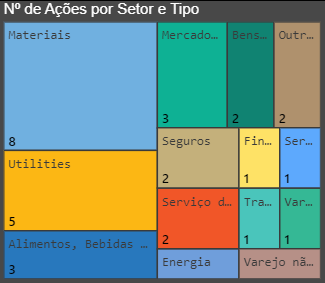 Nº de Ações por Setor e Tipo
Materiais
8
Utilities
5
Alimentos, Bebidas ...
3
Mercado...
3
Bens...
2
Outr...
2
Seguros
2
Fin...
1
Ser...
1
Serviço d...
2
Tra...
1
Var...
1
Energia
Varejo nã...